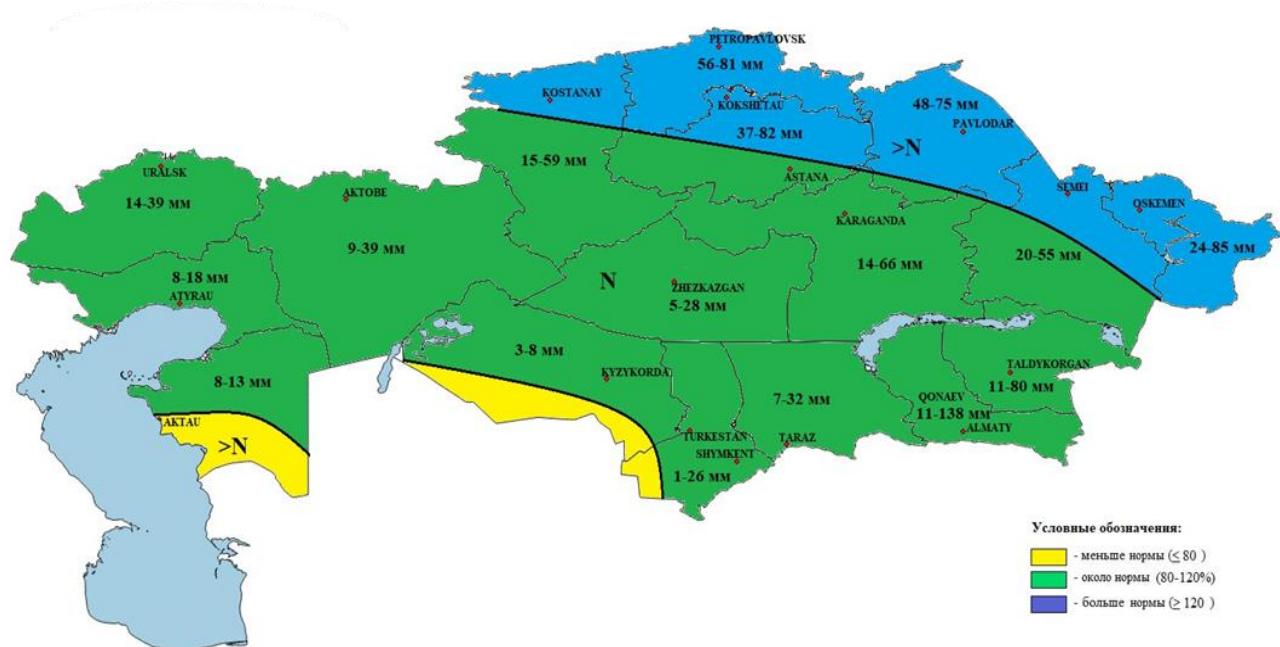 PETROPAVLOVSK
56-81 мм
KOSTANAY
KOKSHETAU
48-75 мм
37-82 мм
PAVLODAR
>N
15-59 мм
URALSK
ASTANA
AKTOBE
SEMEI
OSKEMEN
14-39 мм
KARAGANDA
9-39 мм
20-55 мм
24-85 мм
14-66 мм
8-18 мм
N
ZHEZKAZGAN
ATYRAU
5-28 мм
3-8 мм
TALDYKORGAN
KYZYKORDA
8-13 мм
11-80 мм
7-32 мм
QONAEV
11-138 мм
AKTAU
TURKESTAN
ALMATY
>N
TARAZ
SHYMKENT
1-26 мм
Условные обозначения:
- меньше нормы (≤ 80 )
- около нормы (80-120%)
- больше нормы (≥ 120 )